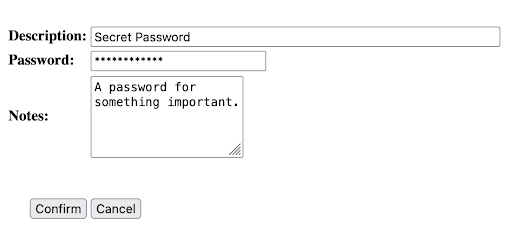 Description: Secret Password
Password: ************
Notes: A password for
something important.
Confirm Cancel